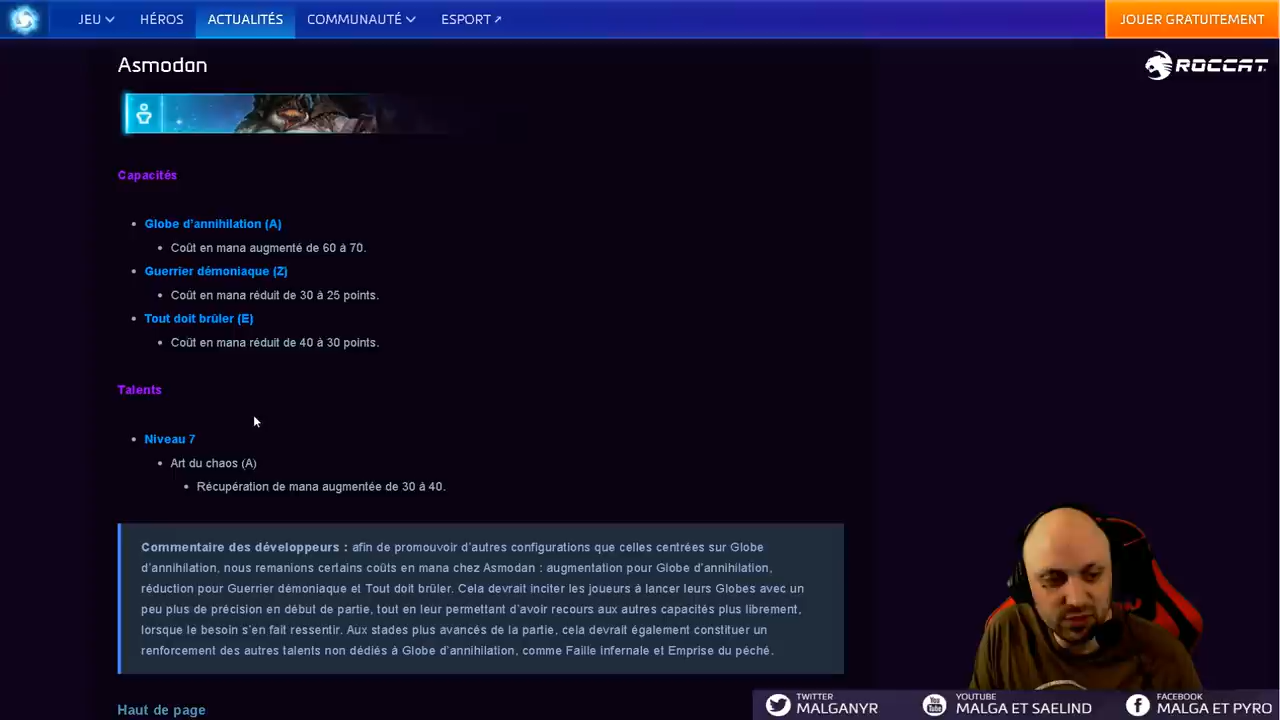 JEU HÉROS ACTUALITÉS COMMUNAUTÉ ESPORT JOUER GRATUITEMENT
Asmodan
ROCCAT
Capacités
Globe d'annihilation (A)
Coût en mana augmenté de 60 à 70.
Guerrier démoniaque (Z)
Coût en mana réduit de 30 à 25 points.
Tout doit brûler (E)
Coût en mana réduit de 40 à 30 points.
Talents
Niveau 7
Art du chaos (A)
Récupération de mana augmentée de 30 à 40.
Commentaire des développeurs : afin de promouvoir d'autres configurations que celles centrées sur Globe
d'annihilation, nous remanions certains coûts en mana chez Asmodan : augmentation pour Globe d'annihilation,
réduction pour Guerrier démoniaque et Tout doit brûler. Cela devrait inciter les joueurs à lancer leurs Globes avec un
peu plus de précision en début de partie, tout en leur permettant d'avoir recours aux autres capacités plus librement,
lorsque le besoin s'en fait ressentir. Aux stades plus avancés de la partie, cela devrait également constituer un
renforcement des autres talents non dédiés à Globe d'annihilation, comme Faille infernale et Emprise du péché.
Haut de page
TWITTER
MALGANYR
YOUTUBE
MALGA ET SAELIND
FACEBOOK
MALGA ET PYRO